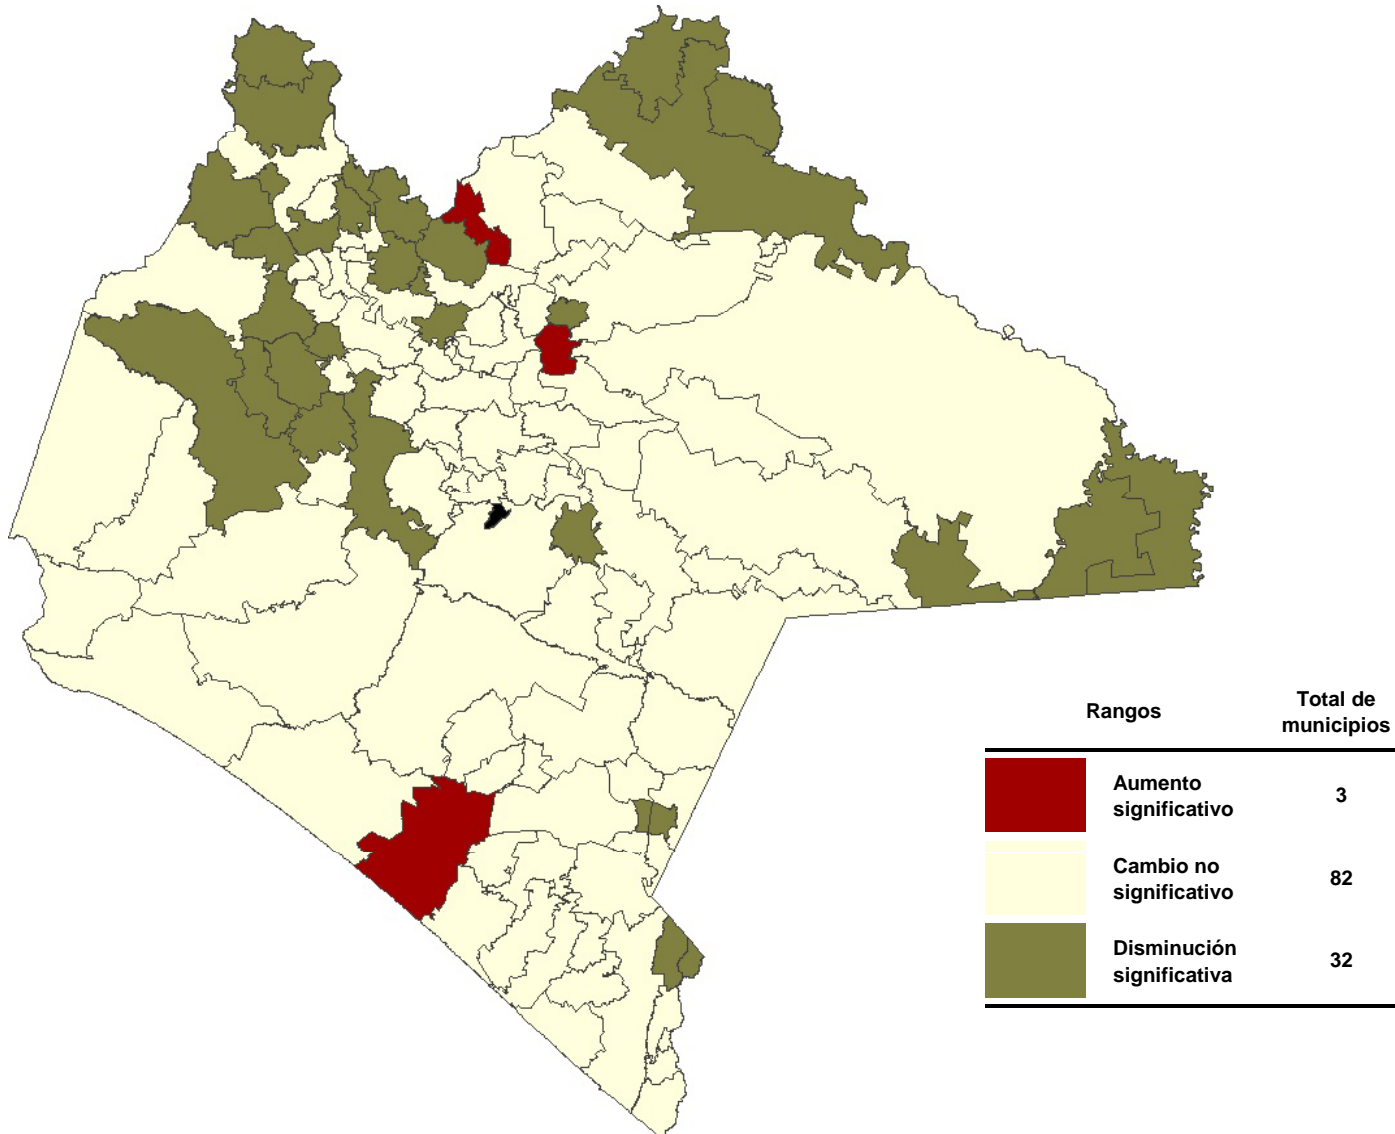 Rangos
Total de
municipios
Aumento
significativo
3
Cambio no
significativo
82
Disminución
significativa
32